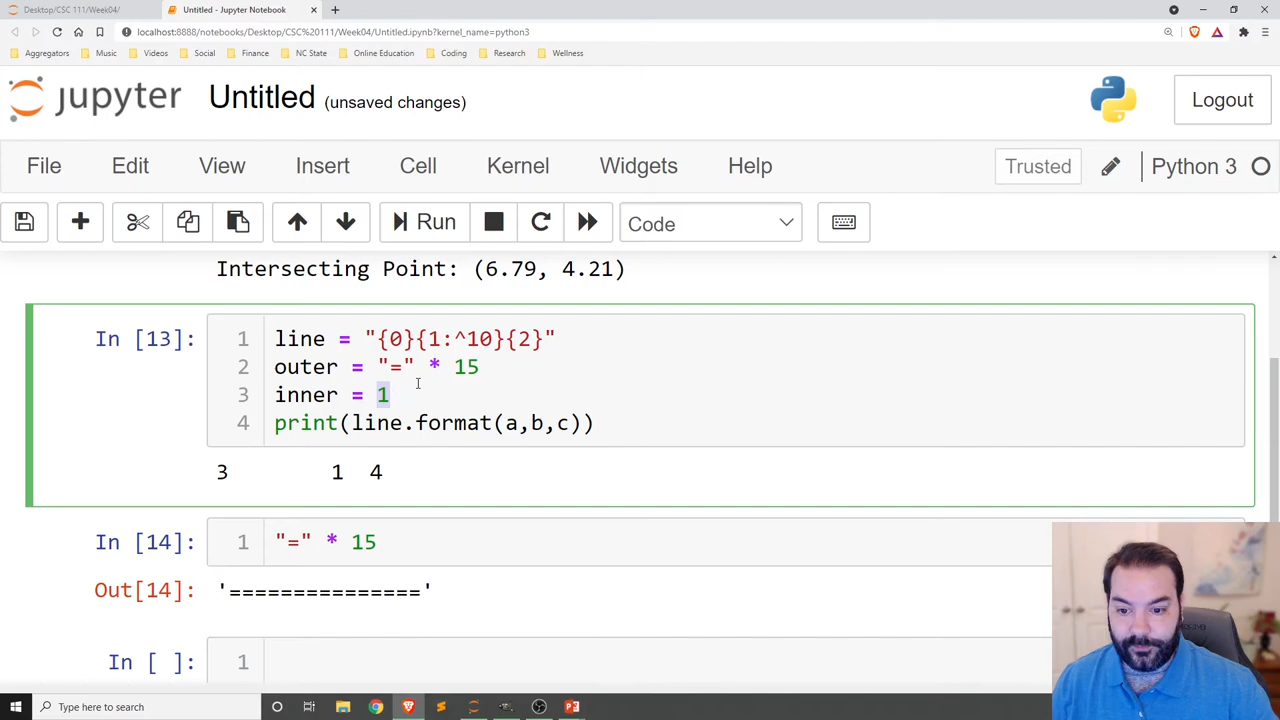 Desktop/CSC 111/Week04/
Untitled - Jupyter Notebook
localhost:8888/notebooks/Desktop/CSC%20111/Week04/Untitled.ipynb?kernel_name=python3
Aggregators Music Videos Social Finance NC State Online Education Coding Research Wellness
jupyter Untitled (unsaved changes) Logout
File Edit View Insert Cell Kernel Widgets Help Trusted Python 3
Run Code
Intersecting Point: (6.79, 4.21)
In [13]: 1 line = "{0}{1:^10}{2}"
2 outer = "=" * 15
3 inner = 1
4 print(line.format(a,b,c))
3 1 4
In [14]: 1 "=" * 15
Out[14]: '==============='
In [ ]: 1
Type here to search